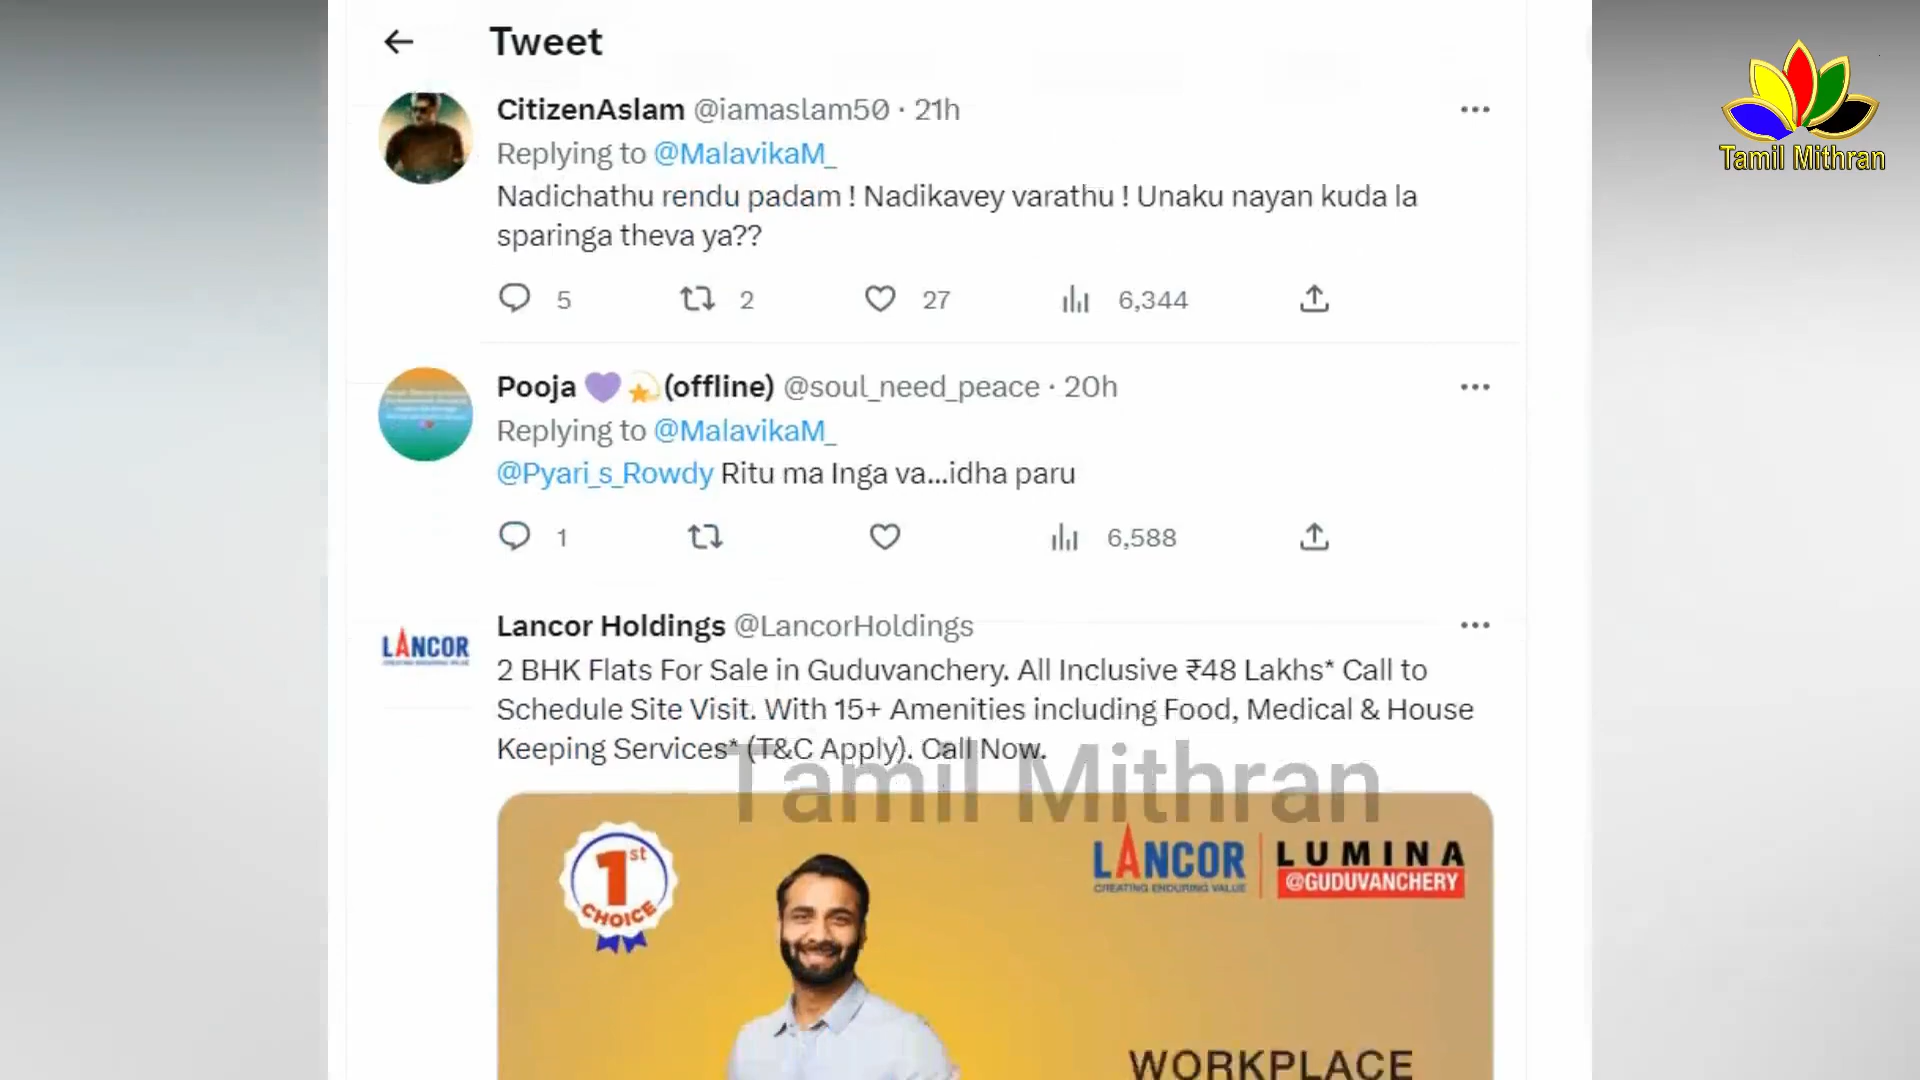 Tweet
CitizenAslam @iamaslam50 · 21h
Replying to @MalavikaM_
Nadichathu rendu padam ! Nadikavey varathu ! Unaku nayan kuda la
sparinga theva ya??
5 2 27 6,344
Pooja 💜💫(offline) @soul_need_peace · 20h
Replying to @MalavikaM_
@Pyari_s_Rowdy Ritu ma Inga va...idha paru
1 6,588
LANCOR
Lancor Holdings @LancorHoldings
2 BHK Flats For Sale in Guduvanchery. All Inclusive ₹48 Lakhs* Call to
Schedule Site Visit. With 15+ Amenities including Food, Medical & House
Keeping Services* (T&C Apply). Call Now.
Tamil Mithran
1st
CHOICE
LANCOR
CREATING ENDURING VALUE
LUMINA
@GUDUVANCHERY
WORKPLACE
Tamil Mithran